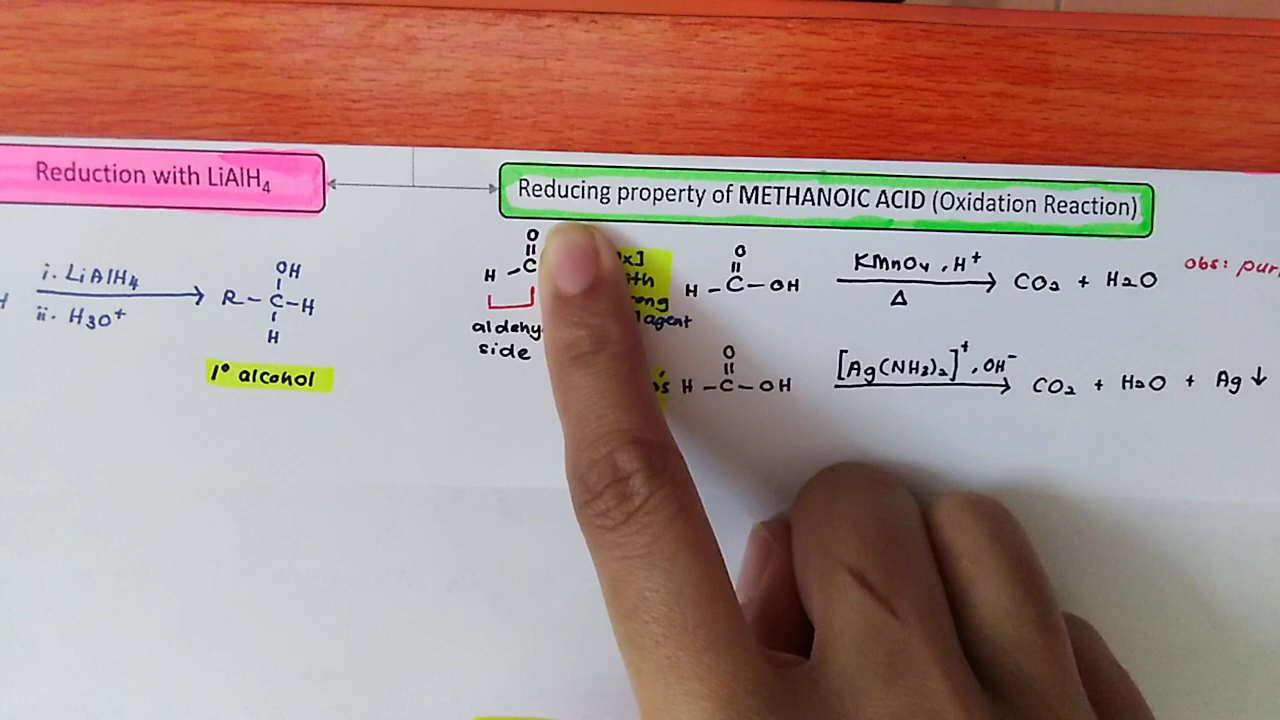 Reduction with LiAlH₄
Reducing property of METHANOIC ACID (Oxidation Reaction)
i. LiAlH₄
ii. H₃O⁺
OH
R – C – H
H
1° alcohol
O
H – C
side
agent
O
H – C – OH
KMnO₄ , H⁺
Δ
CO₂ + H₂O
obs:
O
H – C – OH
[Ag(NH₃)₂]⁺ , OH⁻
CO₂ + H₂O + Ag ↓